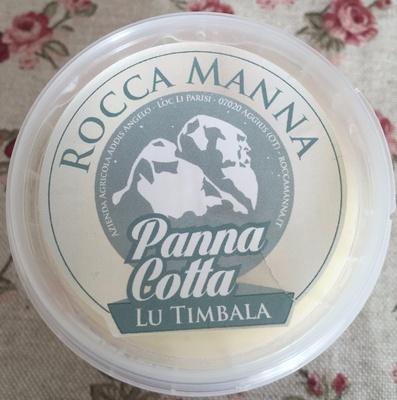 ROCCA MANNA
AZIENDA AGRICOLA ADDIS ANGELO - LOC LI PARISI - 07020 AGGIUS (OT) - ROCCAMANNA.IT
Panna
Cotta
LU TIMBALA